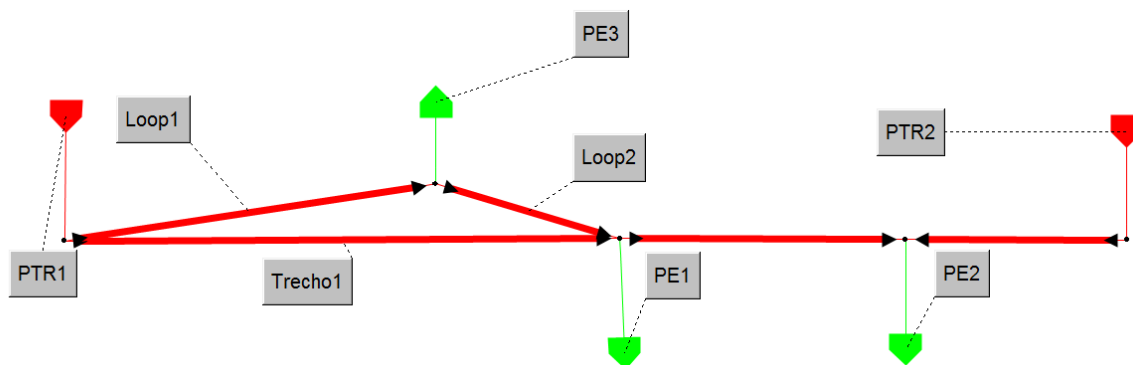 PE3
Loop1
PTR2
Loop2
PTR1
Trecho1
PE1
PE2